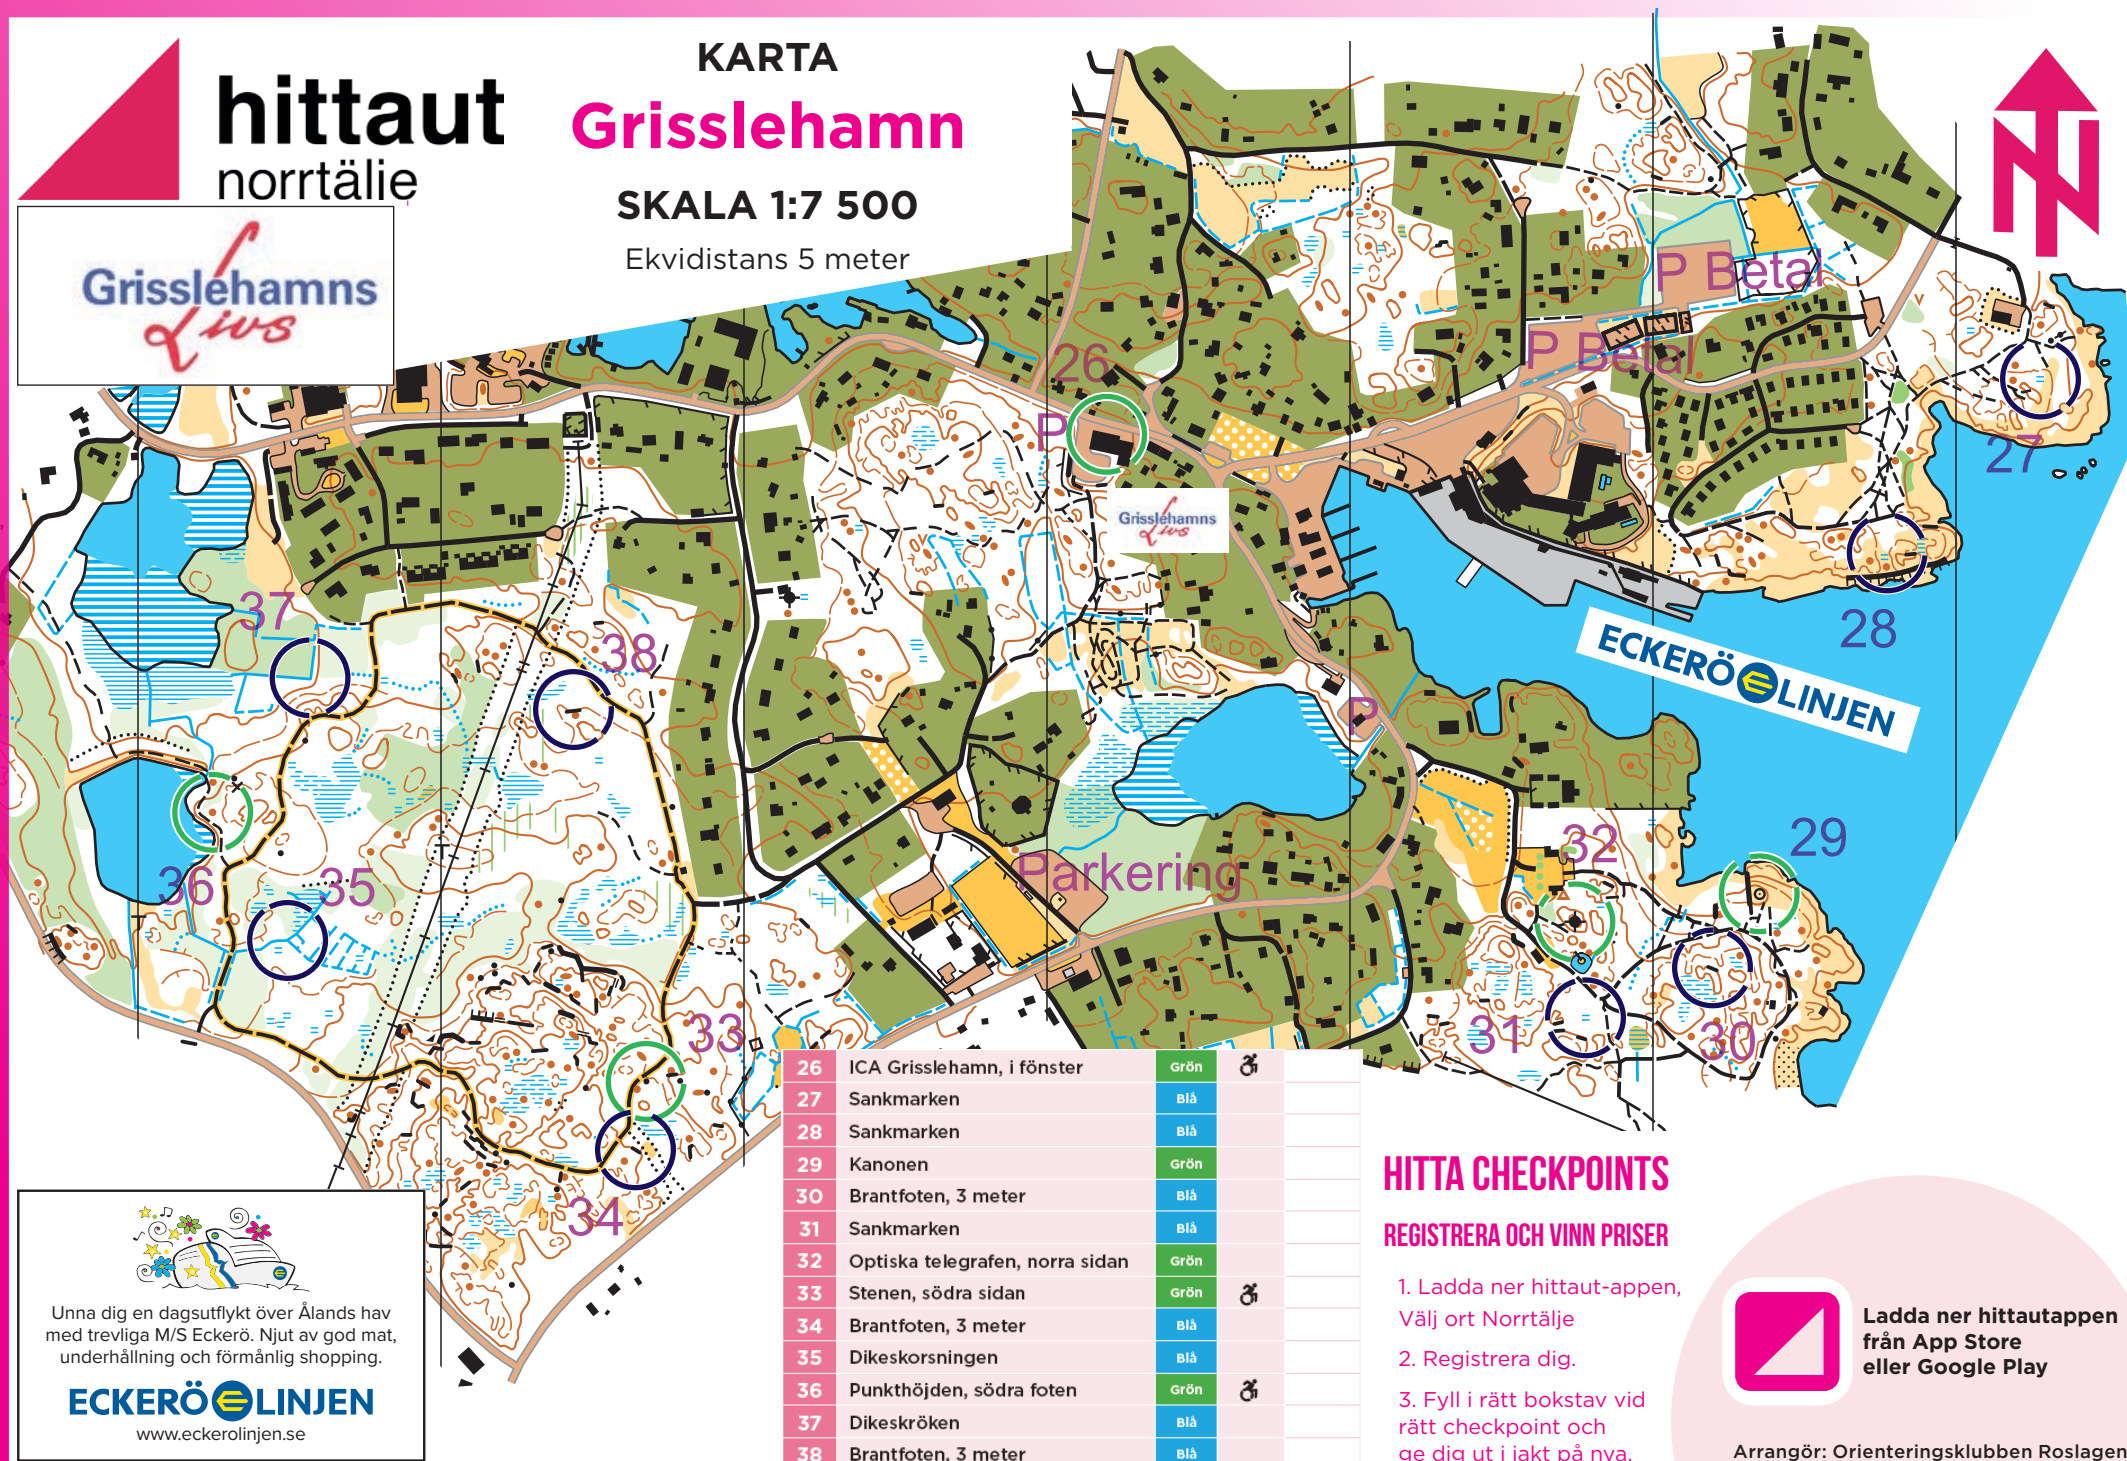 KARTA
Grisslehamn
SKALA 1:7 500
Ekvidistans 5 meter
hittaut
norrtälje
Grisslehamns
Livs
N
P Betal
P Betal
26
P
27
Grisslehamns
Livs
28
ECKERÖ LINJEN
37
38
P
36
35
Parkering
32
29
33
31
30
34
26 ICA Grisslehamn, i fönster Grön
27 Sankmarken Blå
28 Sankmarken Blå
29 Kanonen Grön
30 Brantfoten, 3 meter Blå
31 Sankmarken Blå
32 Optiska telegrafen, norra sidan Grön
33 Stenen, södra sidan Grön
34 Brantfoten, 3 meter Blå
35 Dikeskorsningen Blå
36 Punkthöjden, södra foten Grön
37 Dikeskröken Blå
38 Brantfoten, 3 meter Blå
HITTA CHECKPOINTS
REGISTRERA OCH VINN PRISER
1. Ladda ner hittaut-appen,
Välj ort Norrtälje
2. Registrera dig.
3. Fyll i rätt bokstav vid
rätt checkpoint och
ge dig ut i jakt på nya.
Ladda ner hittautappen
från App Store
eller Google Play
Arrangör: Orienteringsklubben Roslagen
Unna dig en dagsutflykt över Ålands hav
med trevliga M/S Eckerö. Njut av god mat,
underhållning och förmånlig shopping.
ECKERÖ LINJEN
www.eckerolinjen.se